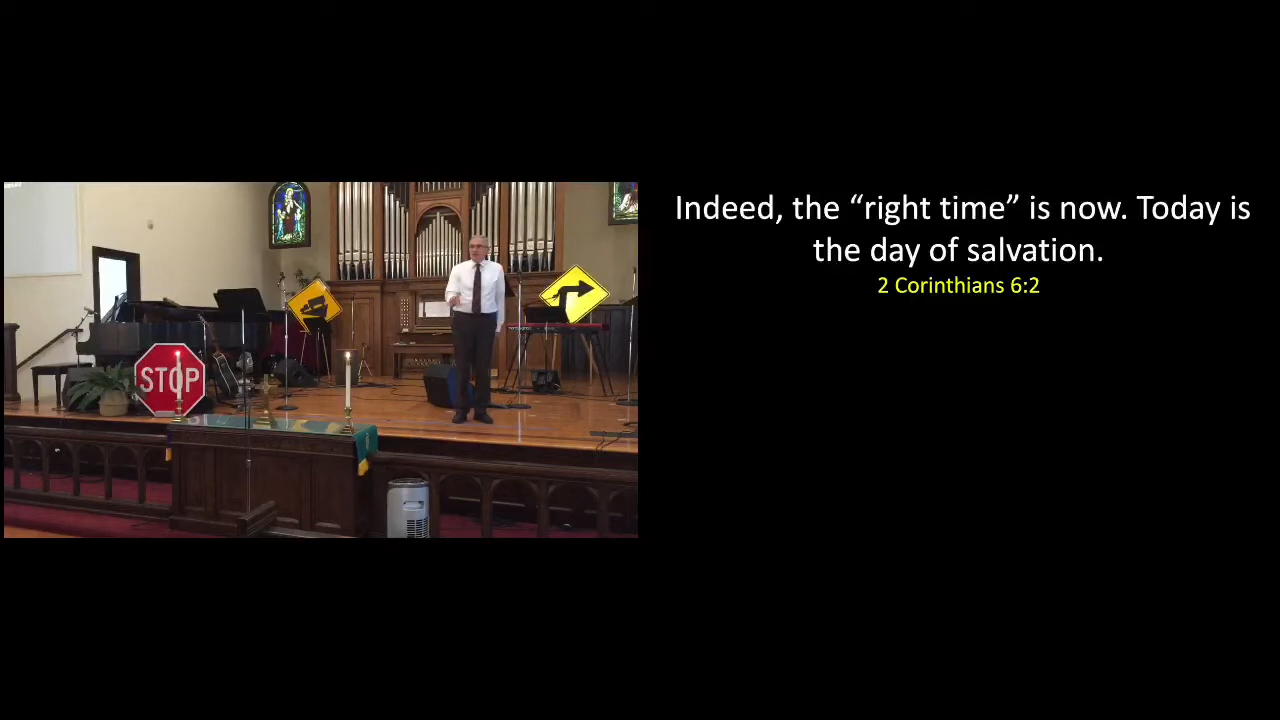 STOP
Indeed, the “right time” is now. Today is
the day of salvation.
2 Corinthians 6:2